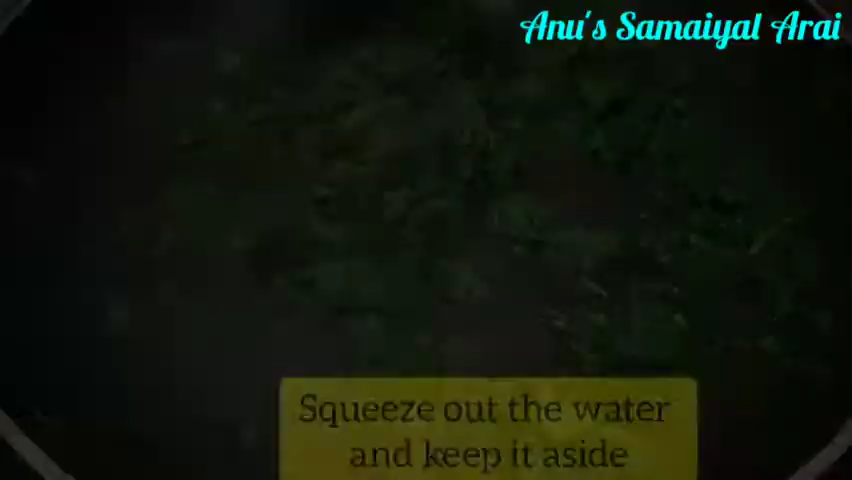 Anu's Samaiyal Arai
Squeeze out the water
and keep it aside